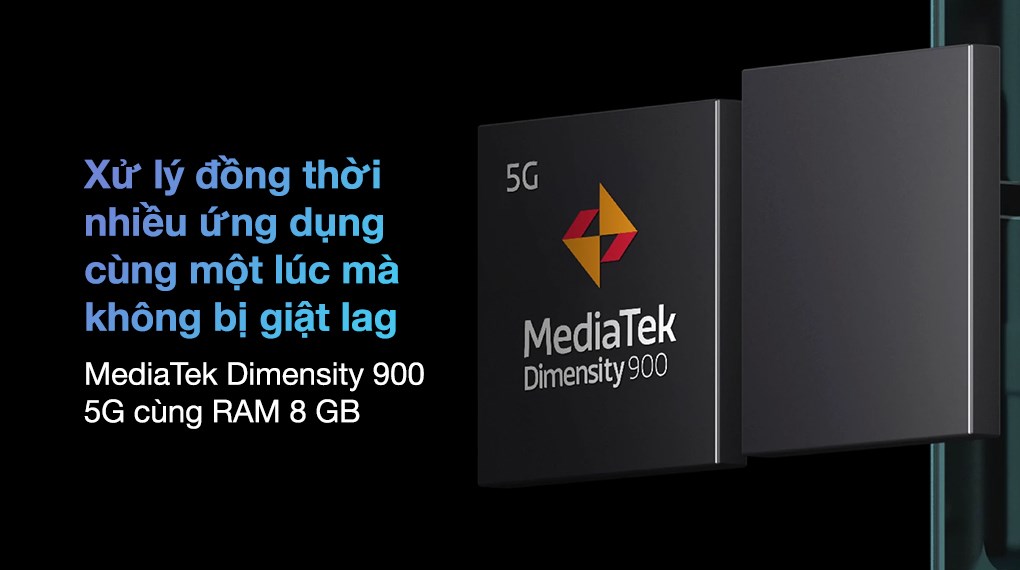 Xử lý đồng thời
nhiều ứng dụng
cùng một lúc mà
không bị giật lag
MediaTek Dimensity 900
5G cùng RAM 8 GB
5G
MediaTek
Dimensity 900